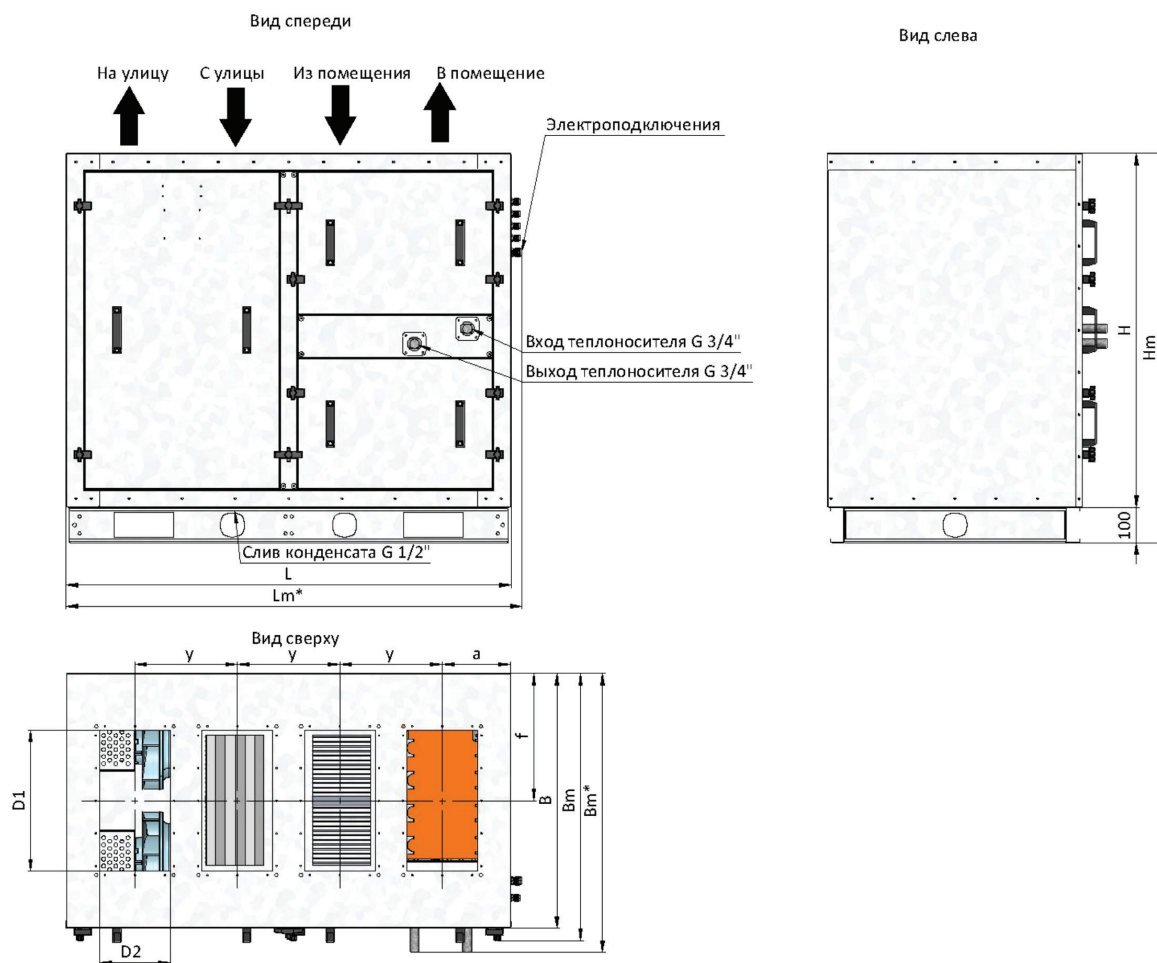 Вид спереди
Вид слева
На улицу
С улицы
Из помещения
В помещение
Электроподключения
Вход теплоносителя G 3/4"
Выход теплоносителя G 3/4"
H
Hm
100
Слив конденсата G 1/2"
L
Lm*
Вид сверху
y
y
y
a
f
D1
B
Bm
Bm*
D2